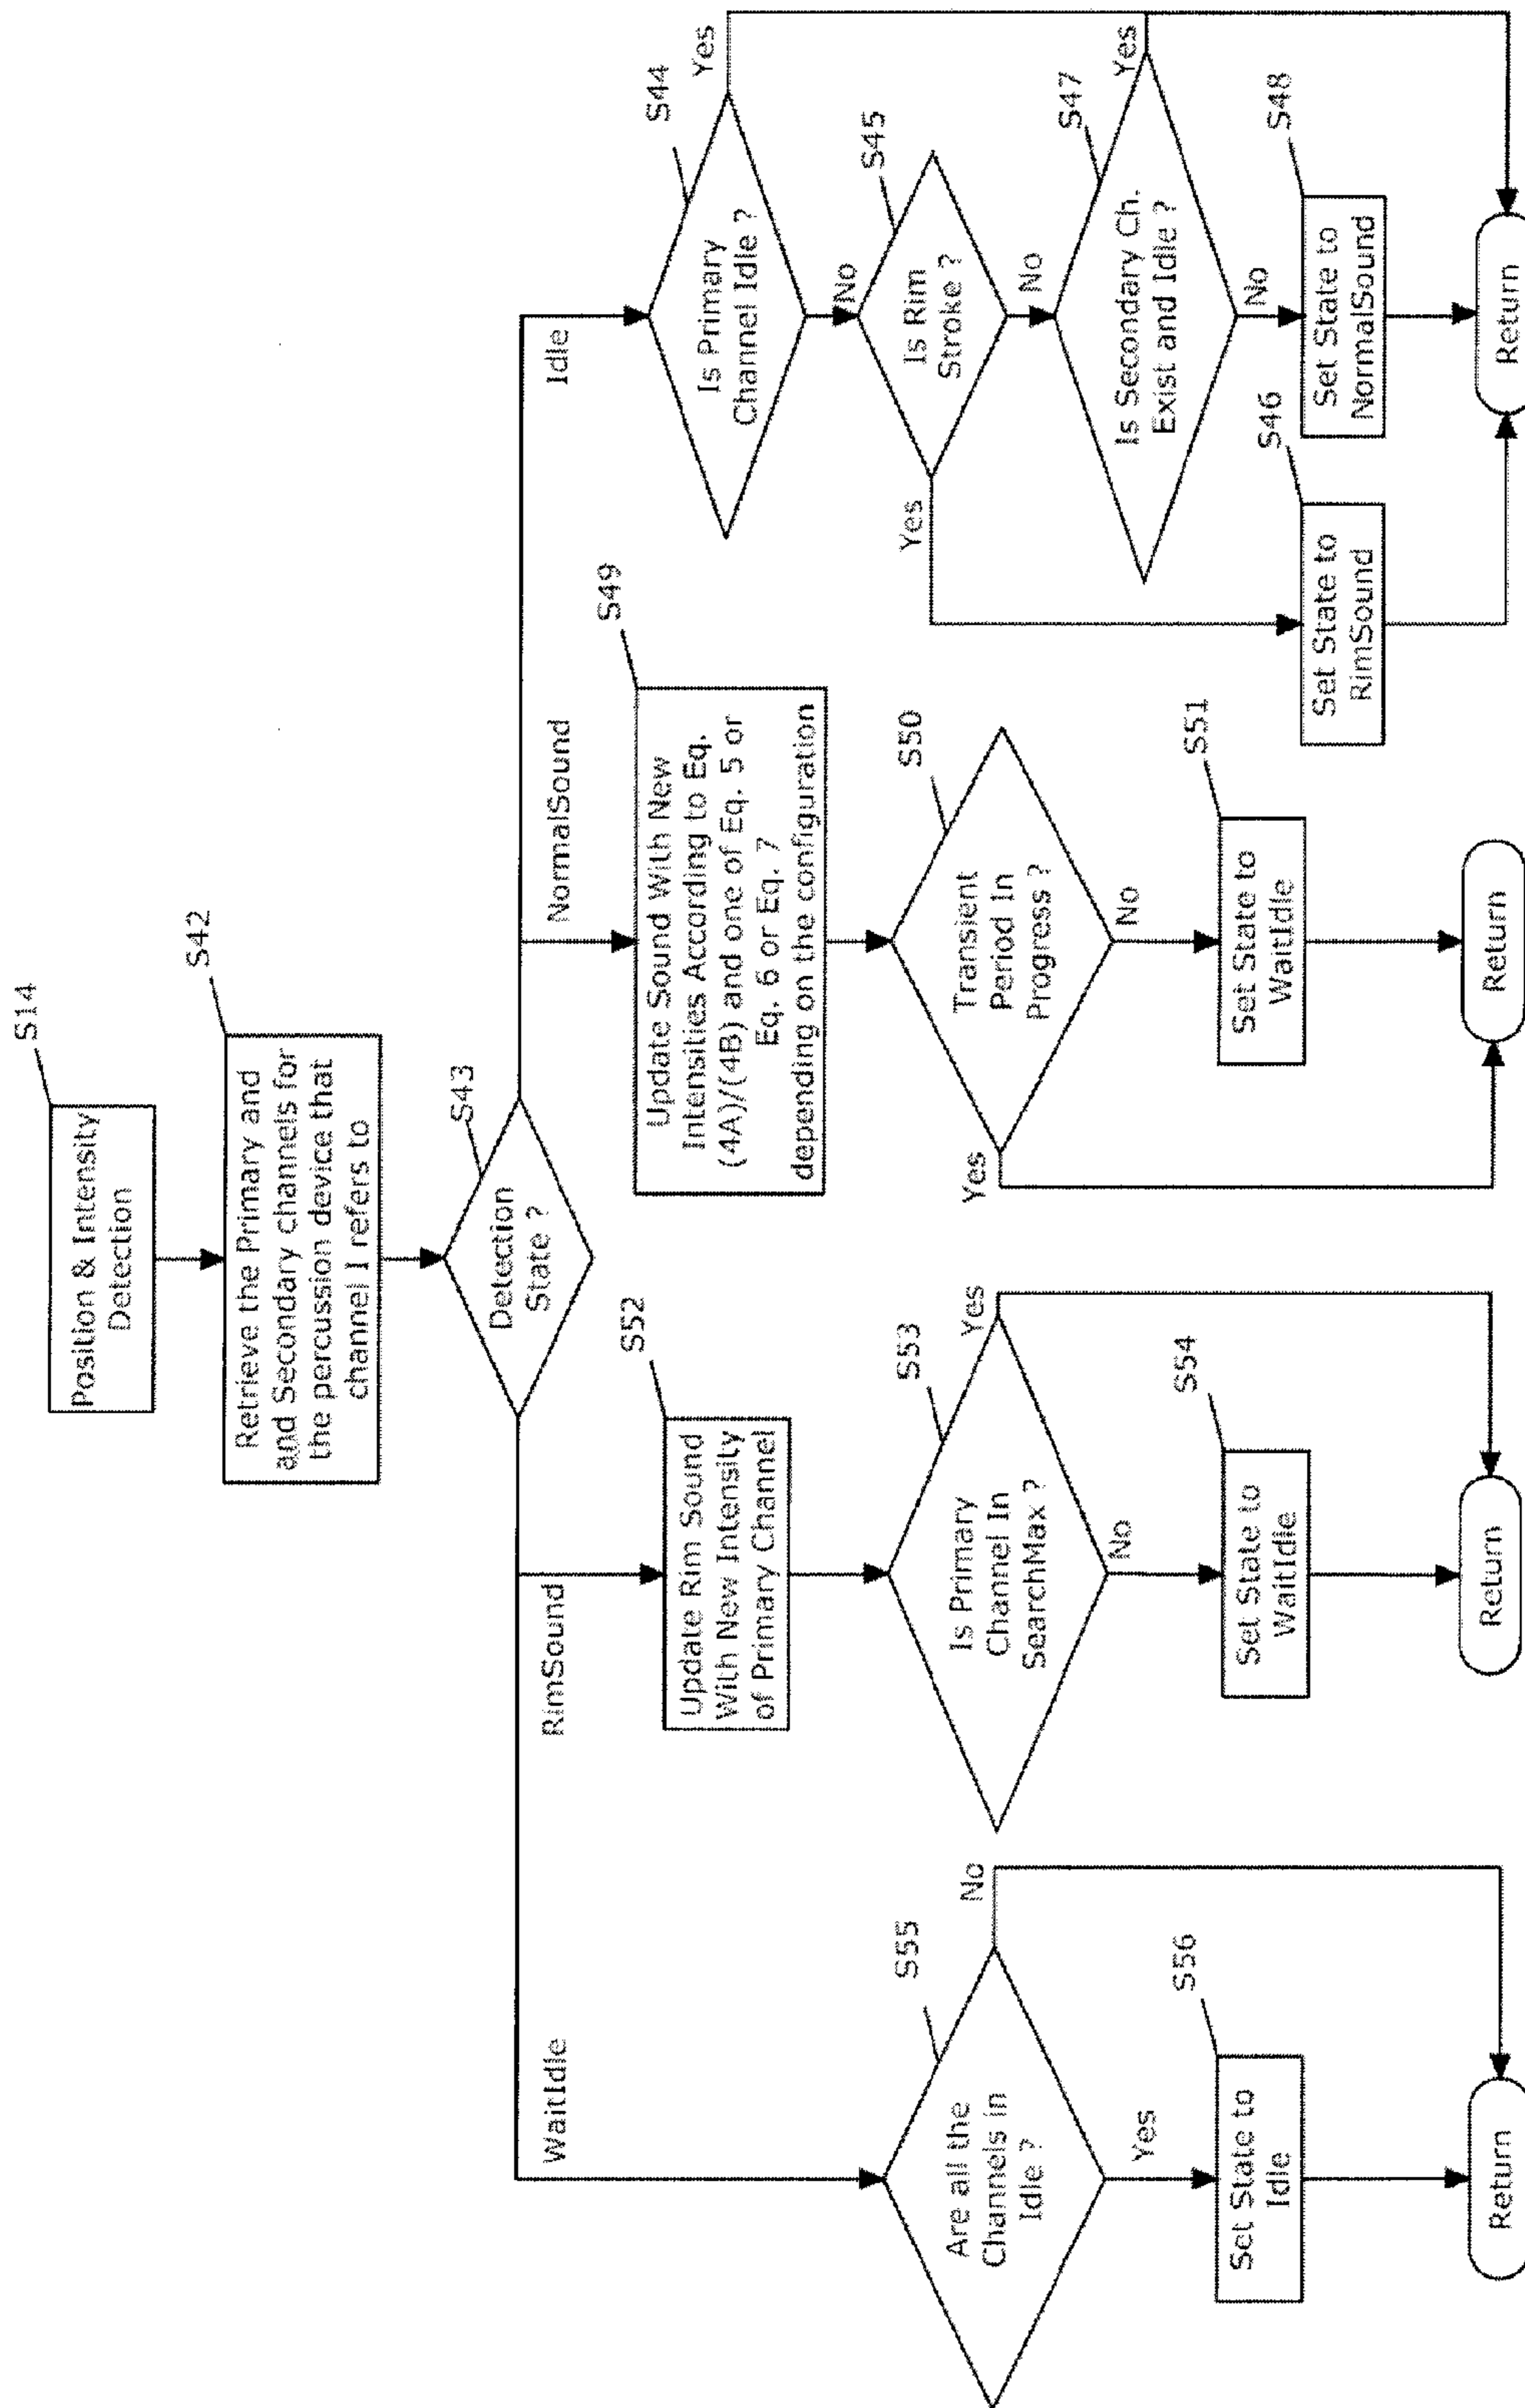 S14
Position & Intensity
Detection
S42
Retrieve the Primary and
and Secondary channels for
the percussion device that
channel I refers to
S43
Detection
State ?
WaitIdle
RimSound
NormalSound
Idle
S55
Are all the
Channels in
Idle ?
No
Yes
S56
Set State to
Idle
Return
S52
Update Rim Sound
With New Intensity
of Primary Channel
S53
Is Primary
Channel In
SearchMax ?
Yes
No
S54
Set State to
WaitIdle
Return
S49
Update Sound With New
Intensities According to Eq.
(4A)/(4B) and one of Eq. 5 or
Eq. 6 or Eq. 7
depending on the configuration
S50
Transient
Period In
Progress ?
Yes
No
S51
Set State to
WaitIdle
Return
S44
Is Primary
Channel Idle ?
Yes
No
S45
Is Rim
Stroke ?
Yes
No
S47
Is Secondary Ch.
Exist and Idle ?
Yes
No
S46
Set State to
RimSound
S48
Set State to
NormalSound
Return